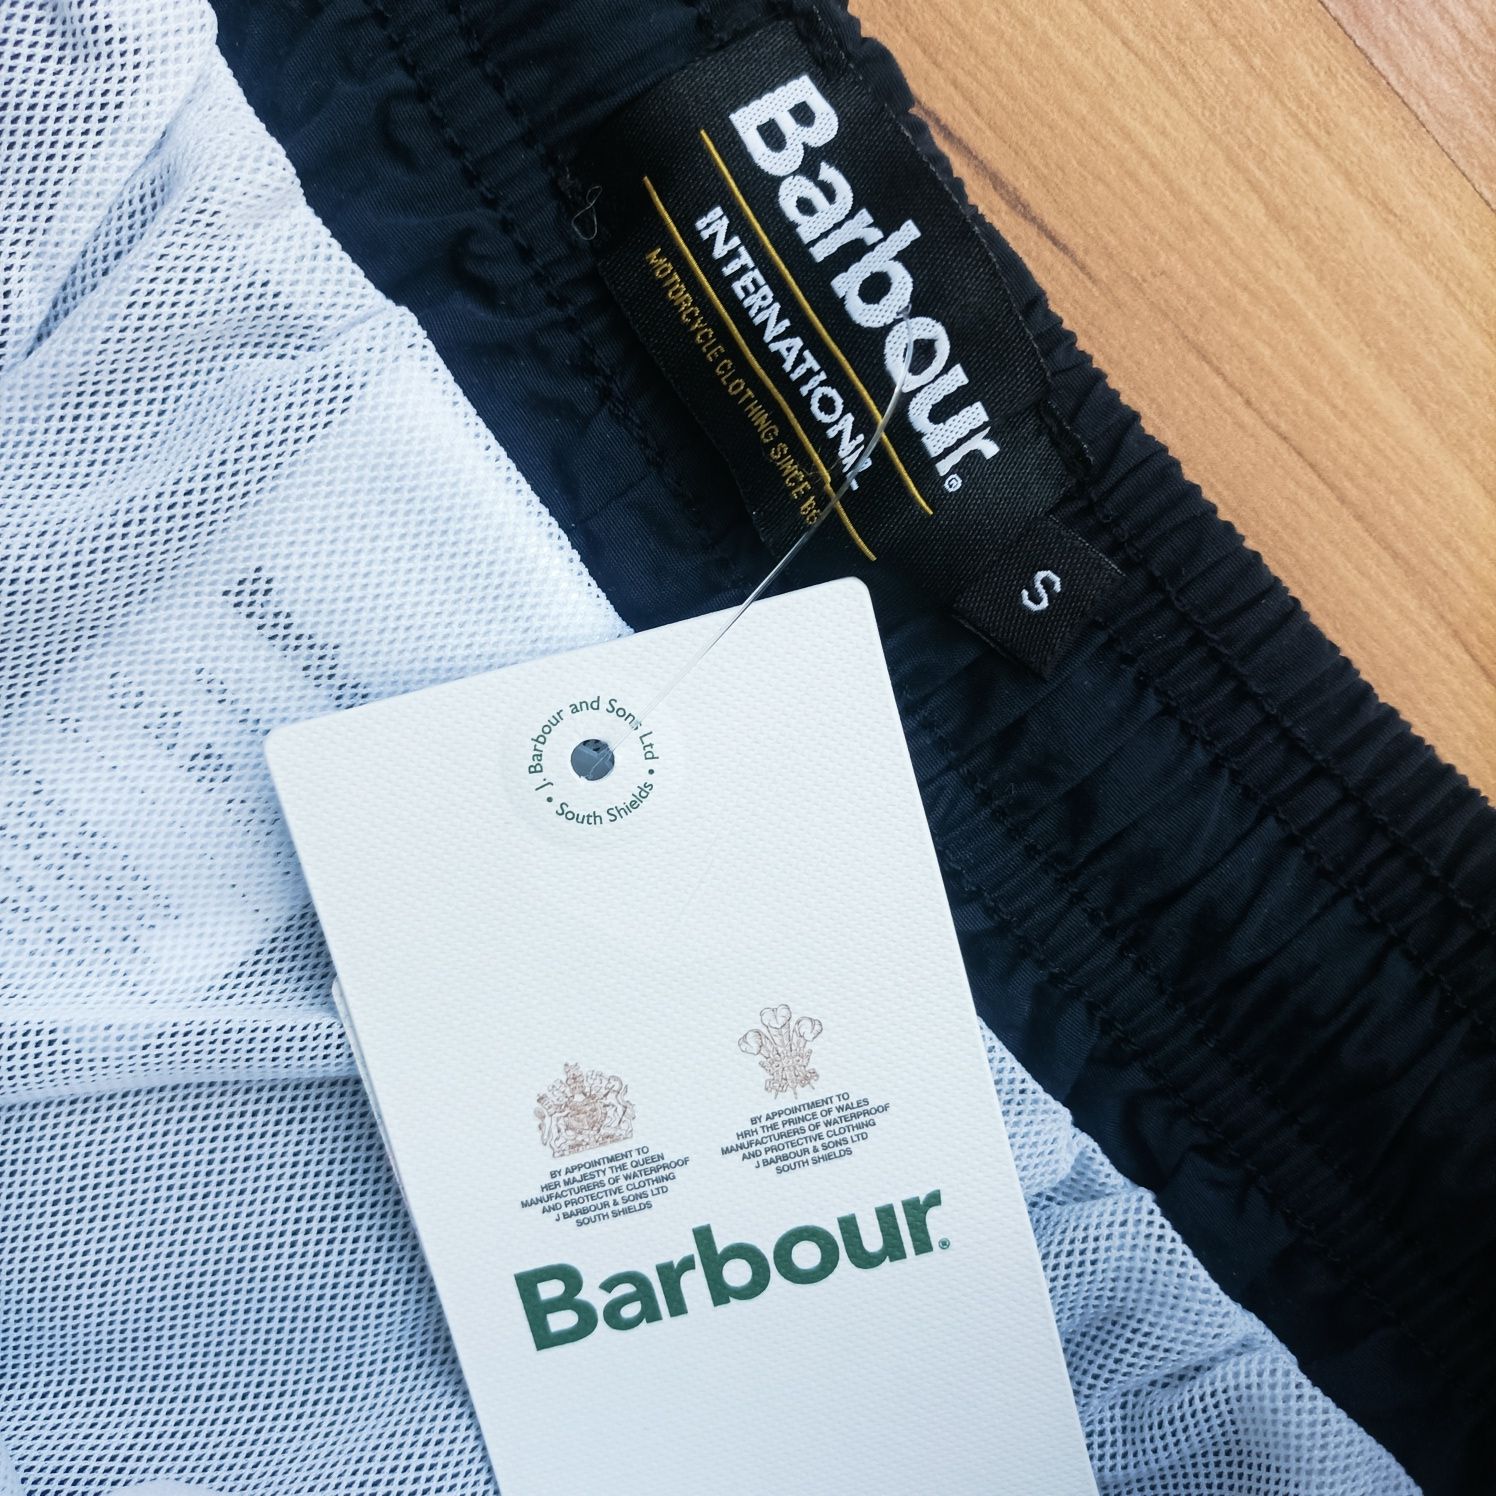 Barbour®
INTERNATIONAL
MOTORCYCLE CLOTHING SINCE '36
S
J. Barbour and Sons Ltd •
South Shields •
BY APPOINTMENT TO
HER MAJESTY THE QUEEN
MANUFACTURERS OF WATERPROOF
AND PROTECTIVE CLOTHING
J BARBOUR & SONS LTD
SOUTH SHIELDS
BY APPOINTMENT TO
HRH THE PRINCE OF WALES
MANUFACTURERS OF WATERPROOF
AND PROTECTIVE CLOTHING
J BARBOUR & SONS LTD
SOUTH SHIELDS
Barbour®